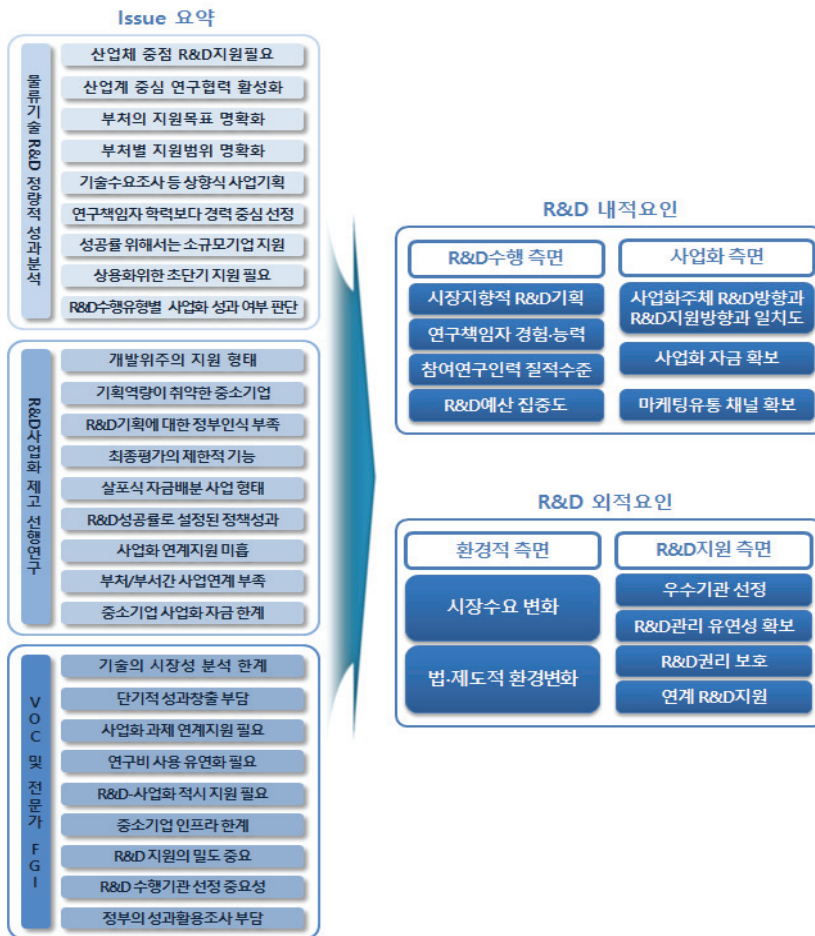 Issue 요약
물류기술 R&D 정량적 성과분석
산업체 중점 R&D지원필요
산업계 중심 연구협력 활성화
부처의 지원목표 명확화
부처별 지원범위 명확화
기술수요조사 등 상향식 사업기획
연구책임자 학력보다 경력 중심 선정
성공률 위해서는 소규모기업 지원
상용화위한 초단기 지원 필요
R&D수행유형별 사업화 성과 여부 판단
R&D사업화 제고 선행연구
개발위주의 지원 형태
기획역량이 취약한 중소기업
R&D기획에 대한 정부인식 부족
최종평가의 제한적 기능
살포식 자금배분 사업 형태
R&D성공률로 설정된 정책성과
사업화 연계지원 미흡
부처/부서간 사업연계 부족
중소기업 사업화 자금 한계
VOC 및 전문가 FGI
기술의 시장성 분석 한계
단기적 성과창출 부담
사업화 과제 연계지원 필요
연구비 사용 유연화 필요
R&D-사업화 적시 지원 필요
중소기업 인프라 한계
R&D 지원의 밀도 중요
R&D 수행기관 선정 중요성
정부의 성과활용조사 부담
R&D 내적요인
R&D수행 측면
시장지향적 R&D기획
연구책임자 경험·능력
참여연구인력 질적수준
R&D예산 집중도
사업화 측면
사업화주체 R&D방향과
R&D지원방향과 일치도
사업화 자금 확보
마케팅유통 채널 확보
R&D 외적요인
환경적 측면
시장수요 변화
법·제도적 환경변화
R&D지원 측면
우수기관 선정
R&D관리 유연성 확보
R&D권리 보호
연계 R&D지원